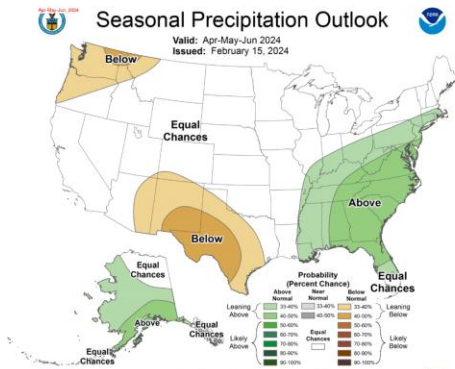 Apr-May-Jun 2024
Seasonal Precipitation Outlook
Valid: Apr-May-Jun 2024
Issued: February 15, 2024
Below
Equal
Chances
Above
Below
Equal
Chances
Equal
Chances
Above
Equal
Chances
Equal
Chances
Probability
(Percent Chance)
Above
Normal
Near
Normal
Below
Normal
Leaning
Above
33-40%
40-50%
33-40%
40-50%
33-40%
40-50%
Leaning
Below
Likely
Above
50-60%
60-70%
70-80%
80-90%
90-100%
Equal
Chances
50-60%
60-70%
70-80%
80-90%
90-100%
Likely
Below